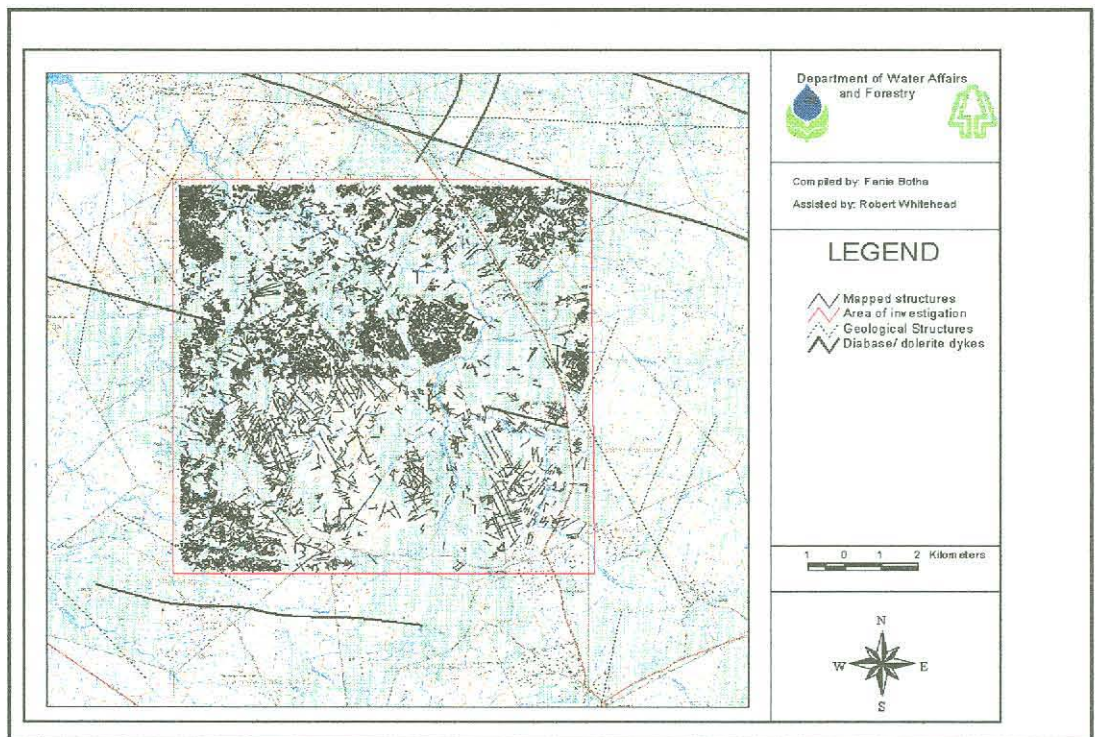 Department of Water Affairs
and Forestry
Compiled by: Fanie Botha
Assisted by: Robert Whitehead
LEGEND
Mapped structures
Area of investigation
Geological Structures
Diabase/ dolerite dykes
1 0 1 2 Kilometers
N
W E
S